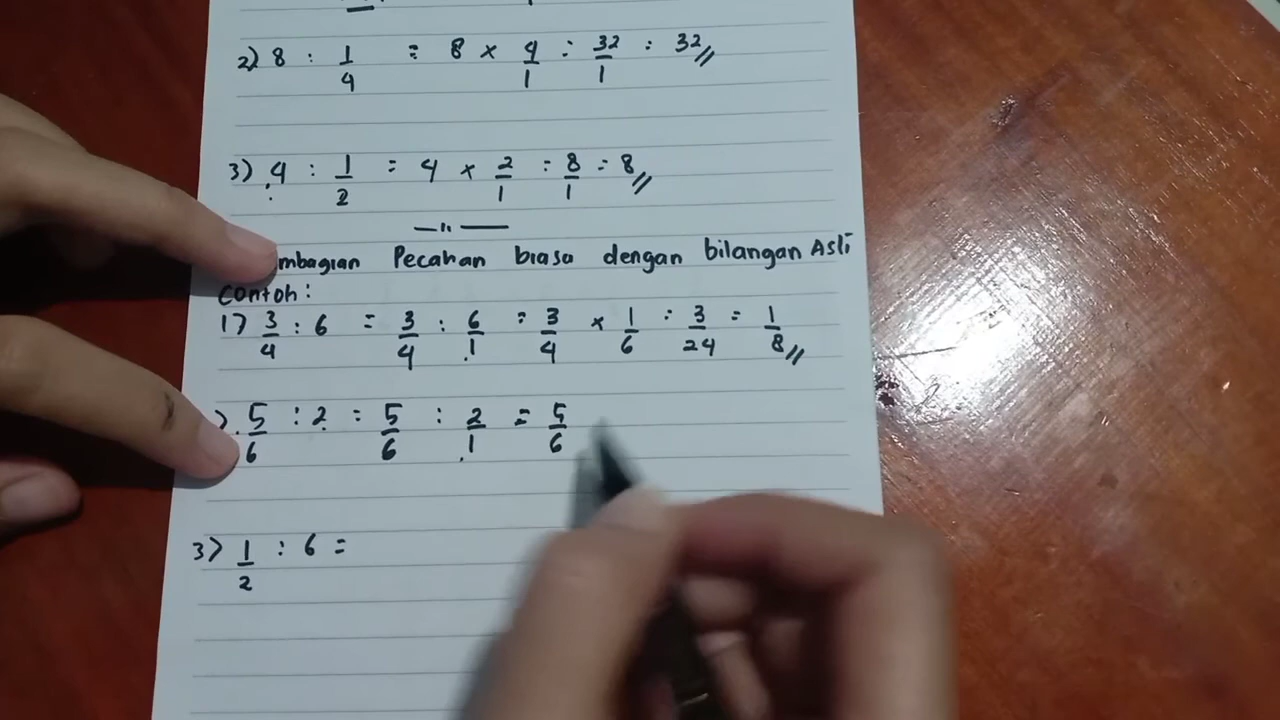 2) 8 : 1/4 = 8 × 4/1 = 32/1 = 32//
3) 4 : 1/2 = 4 × 2/1 = 8/1 = 8//
—"—
mbagian Pecahan biasa dengan bilangan Asli
Contoh :
1) 3/4 : 6 = 3/4 : 6/1 = 3/4 × 1/6 = 3/24 = 1/8//
) 5/6 : 2 = 5/6 : 2/1 = 5/6
3) 1/2 : 6 =